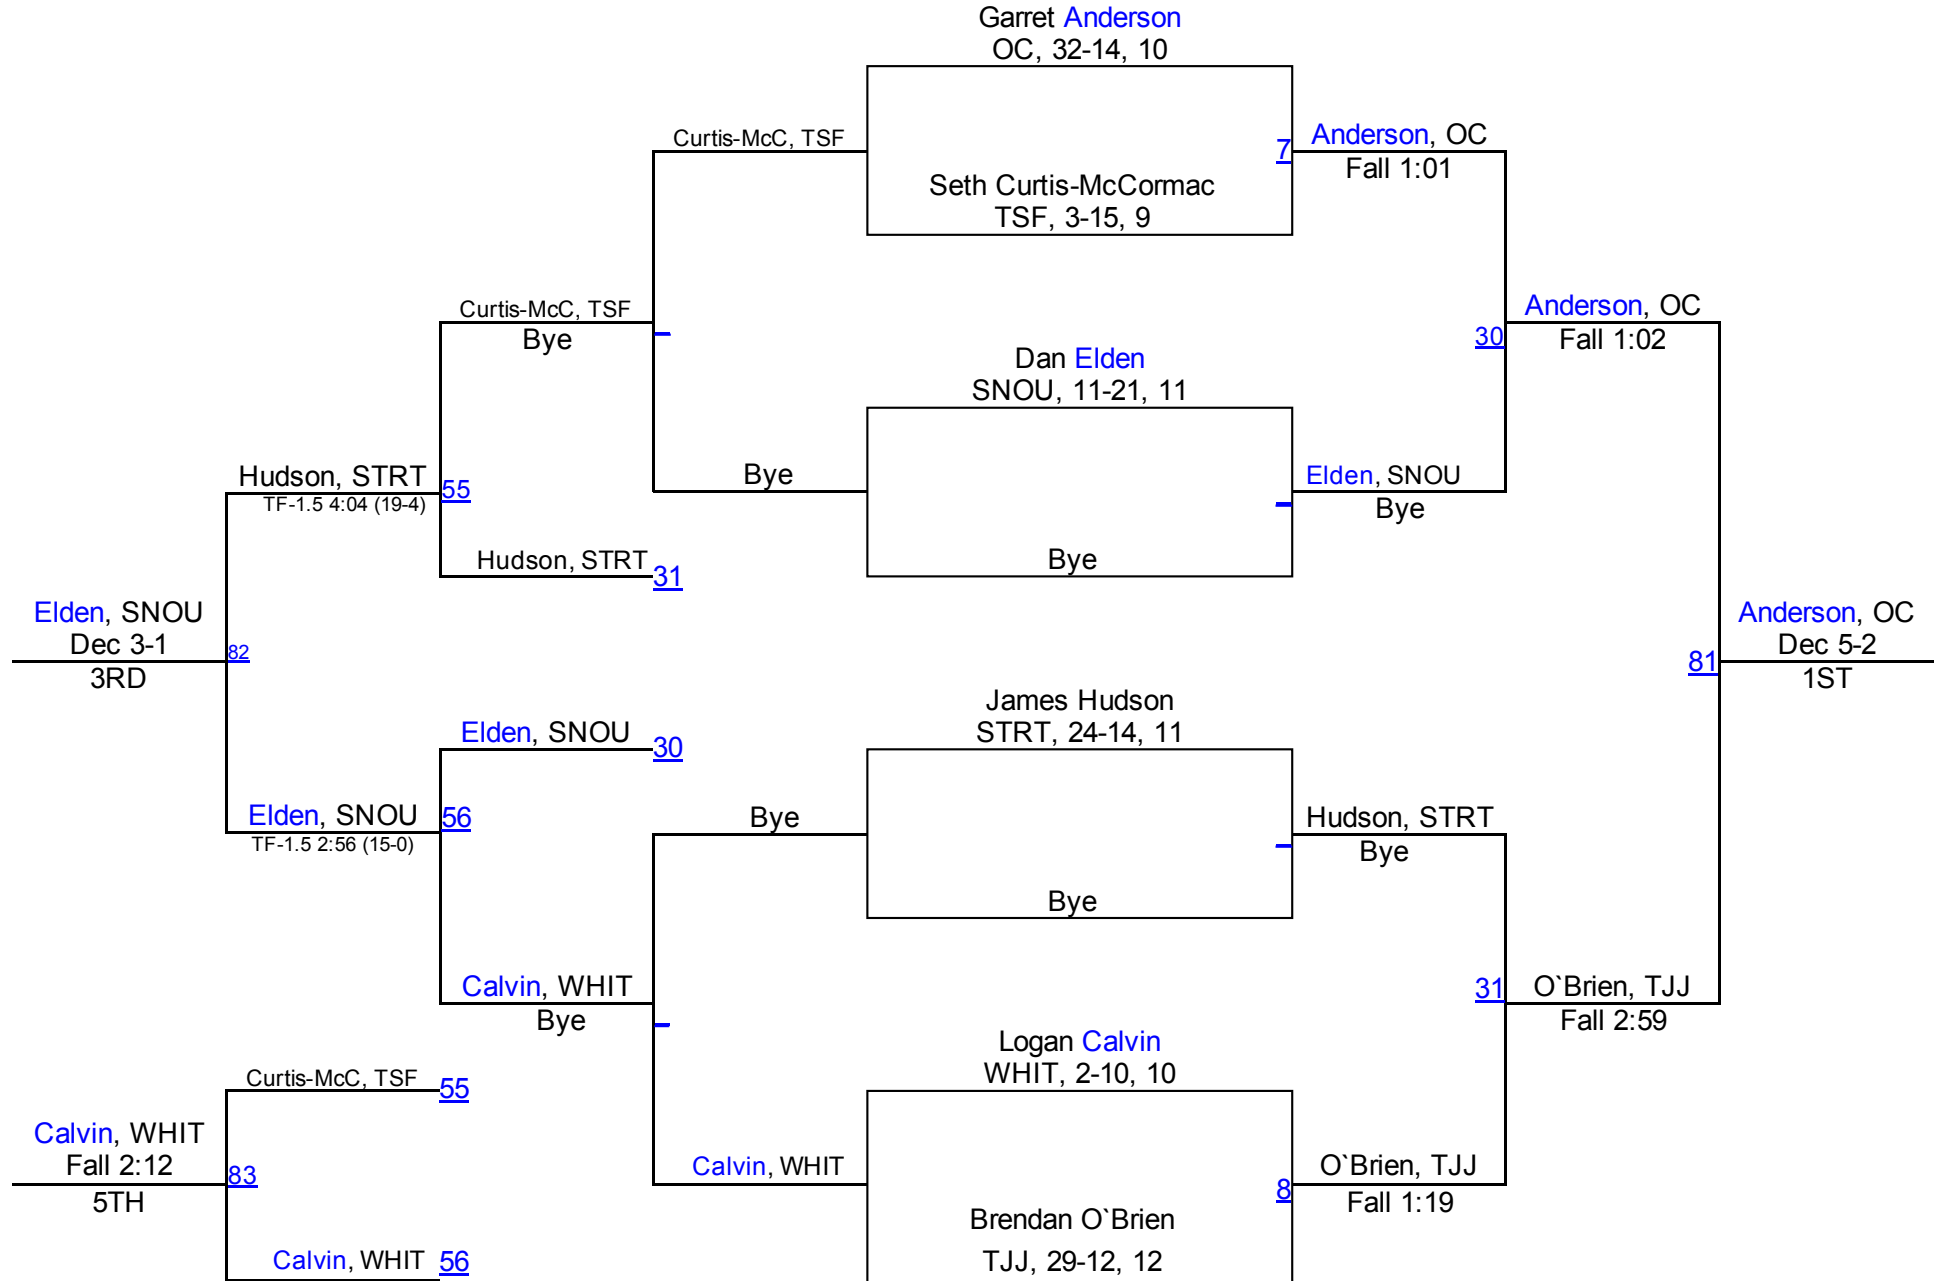 Garret Anderson
OC, 32-14, 10
Curtis-McC, TSF
7
Anderson, OC
Fall 1:01
Seth Curtis-McCormac
TSF, 3-15, 9
Curtis-McC, TSF
Bye
Anderson, OC
30
Fall 1:02
Dan Elden
SNOU, 11-21, 11
Hudson, STRT
TF-1.5 4:04 (19-4)
55
Bye
Elden, SNOU
Bye
Hudson, STRT
31
Bye
Elden, SNOU
Dec 3-1
3RD
82
Anderson, OC
Dec 5-2
1ST
81
James Hudson
STRT, 24-14, 11
Elden, SNOU
30
Elden, SNOU
TF-1.5 2:56 (15-0)
56
Bye
Hudson, STRT
Bye
Bye
Calvin, WHIT
Bye
31
O`Brien, TJJ
Fall 2:59
Logan Calvin
WHIT, 2-10, 10
Curtis-McC, TSF
55
Calvin, WHIT
Fall 2:12
5TH
83
Calvin, WHIT
8
O`Brien, TJJ
Fall 1:19
Brendan O`Brien
TJJ, 29-12, 12
Calvin, WHIT
56